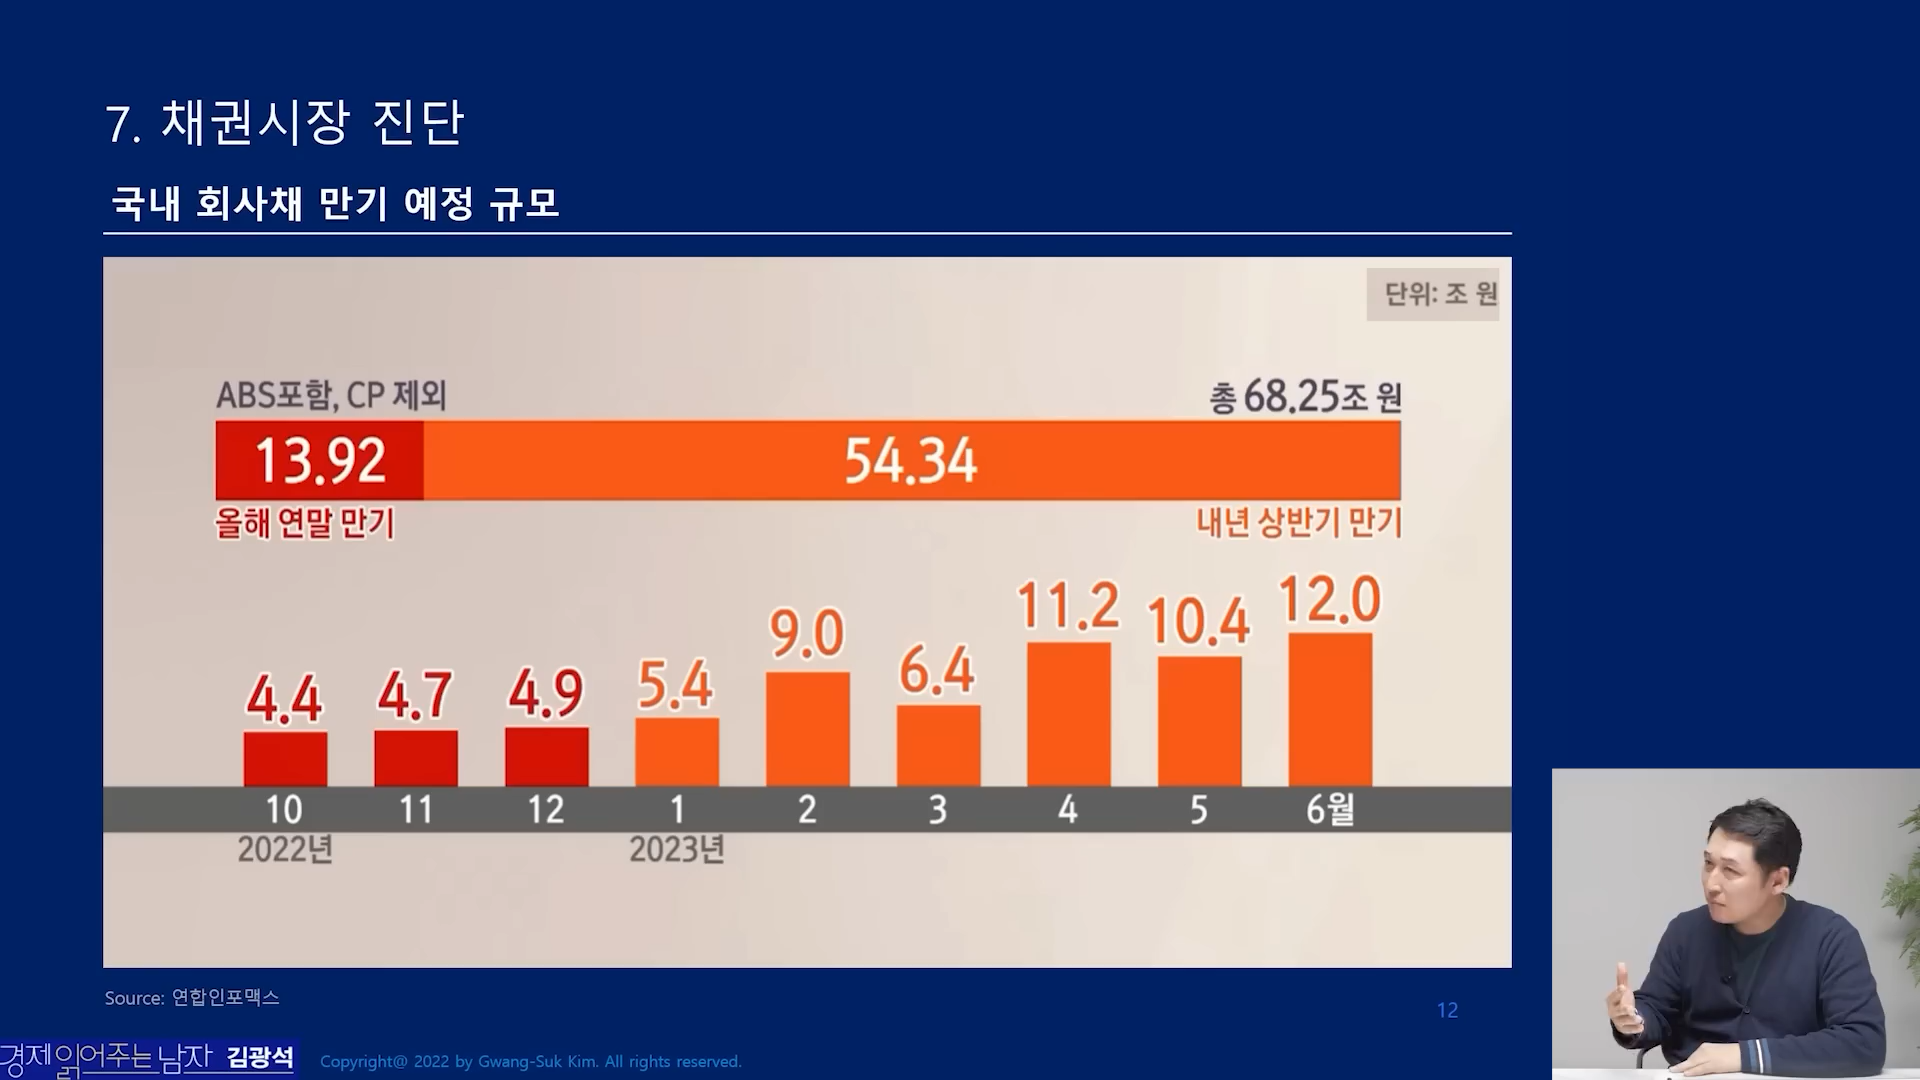 7. 채권시장 진단
국내 회사채 만기 예정 규모
단위: 조 원
ABS포함, CP 제외
총 68.25조 원
13.92
54.34
올해 연말 만기
내년 상반기 만기
4.4 4.7 4.9 5.4 9.0 6.4 11.2 10.4 12.0
10 11 12 1 2 3 4 5 6월
2022년 2023년
Source: 연합인포맥스
12
경제 읽어주는 남자 김광석
Copyright@ 2022 by Gwang-Suk Kim. All rights reserved.